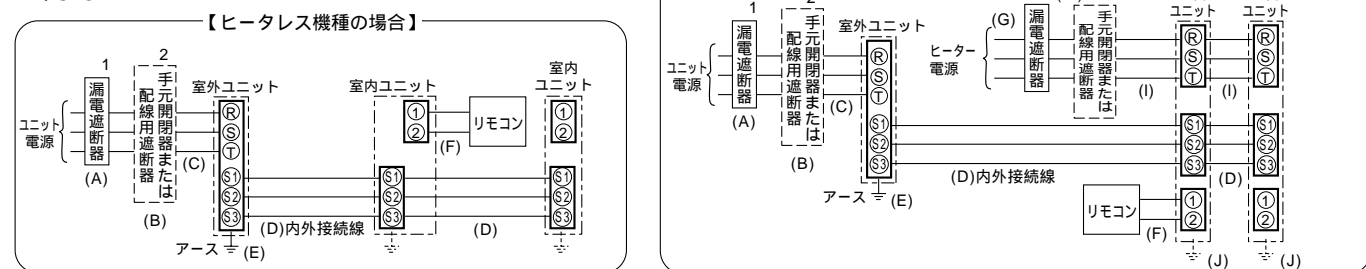 【ヒータレス機種の場合】
1
2
漏電遮断器
手元開閉器または
配線用遮断器
ユニット
電源
(A)
(B)
(C)
室外ユニット
R
S
T
S1
S2
S3
アース
(E)
(D)内外接続線
室内ユニット
①
②
(F)
リモコン
S1
S2
S3
(D)
室内
ユニット
①
②
S1
S2
S3
1
漏電遮断器
手元開閉器または
配線用遮断器
ユニット
電源
(A)
(B)
(C)
室外ユニット
R
S
T
S1
S2
S3
アース
(E)
(D)内外接続線
(G)
ヒーター
電源
漏電遮断器
手元開閉器または
配線用遮断器
(I)
ユニット
R
S
T
S1
S2
S3
①
②
(I)
(D)
ユニット
R
S
T
S1
S2
S3
①
②
リモコン
(F)
(J)
(J)